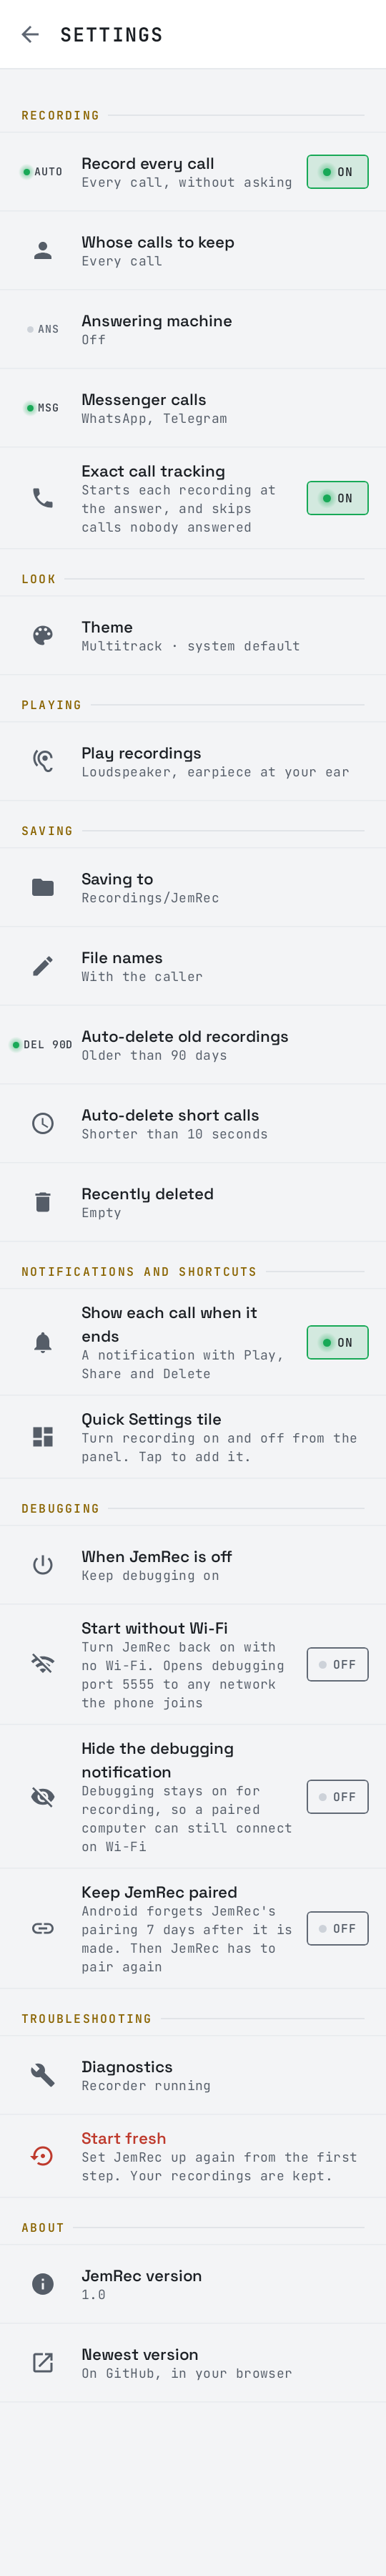 SETTINGS
RECORDING
AUTO
Record every call
Every call, without asking
ON
Whose calls to keep
Every call
ANS
Answering machine
Off
MSG
Messenger calls
WhatsApp, Telegram
Exact call tracking
Starts each recording at
the answer, and skips
calls nobody answered
ON
LOOK
Theme
Multitrack · system default
PLAYING
Play recordings
Loudspeaker, earpiece at your ear
SAVING
Saving to
Recordings/JemRec
File names
With the caller
DEL 90D
Auto-delete old recordings
Older than 90 days
Auto-delete short calls
Shorter than 10 seconds
Recently deleted
Empty
NOTIFICATIONS AND SHORTCUTS
Show each call when it
ends
A notification with Play,
Share and Delete
ON
Quick Settings tile
Turn recording on and off from the
panel. Tap to add it.
DEBUGGING
When JemRec is off
Keep debugging on
Start without Wi-Fi
Turn JemRec back on with
no Wi-Fi. Opens debugging
port 5555 to any network
the phone joins
OFF
Hide the debugging
notification
Debugging stays on for
recording, so a paired
computer can still connect
on Wi-Fi
OFF
Keep JemRec paired
Android forgets JemRec's
pairing 7 days after it is
made. Then JemRec has to
pair again
OFF
TROUBLESHOOTING
Diagnostics
Recorder running
Start fresh
Set JemRec up again from the first
step. Your recordings are kept.
ABOUT
JemRec version
1.0
Newest version
On GitHub, in your browser